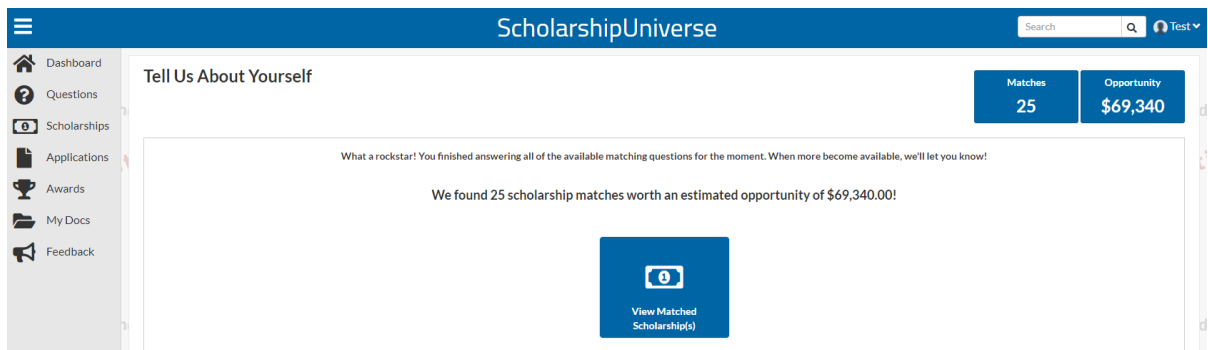 ScholarshipUniverse
Search
Test
Dashboard
Questions
Scholarships
Applications
Awards
My Docs
Feedback
Tell Us About Yourself
Matches
25
Opportunity
$69,340
What a rockstar! You finished answering all of the available matching questions for the moment. When more become available, we'll let you know!
We found 25 scholarship matches worth an estimated opportunity of $69,340.00!
1
View Matched
Scholarship(s)